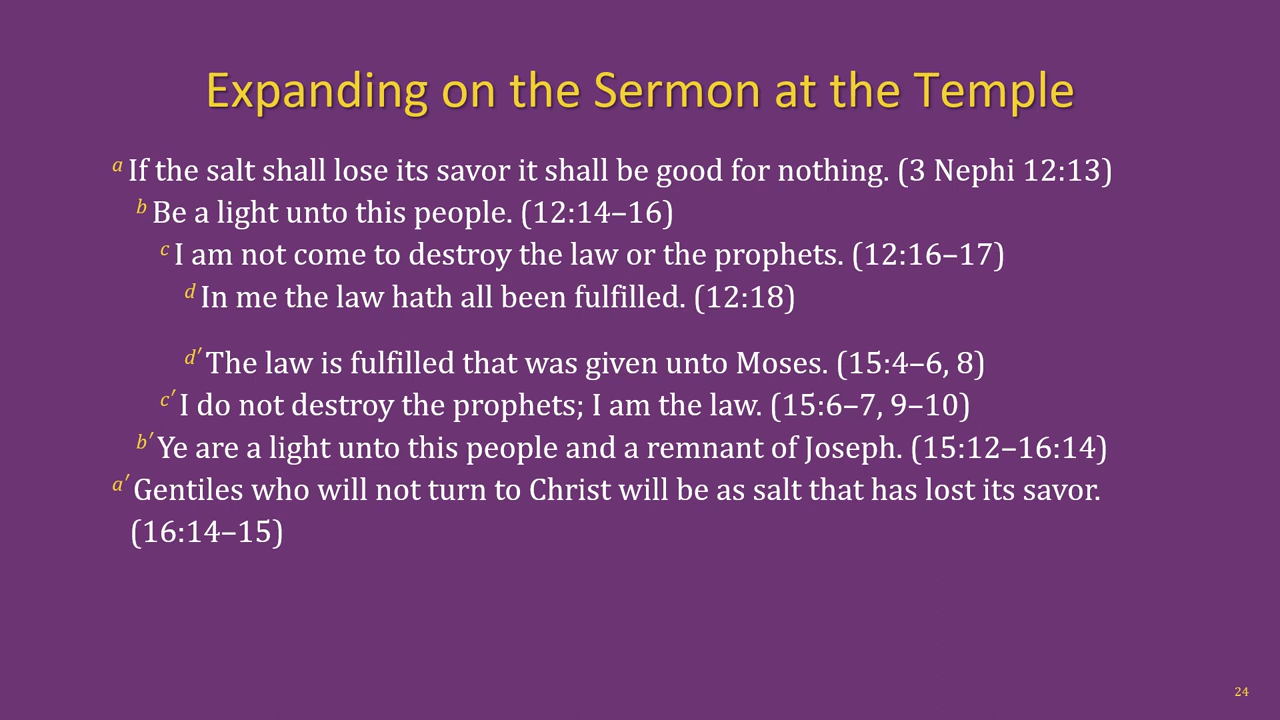 Expanding on the Sermon at the Temple
a If the salt shall lose its savor it shall be good for nothing. (3 Nephi 12:13)
b Be a light unto this people. (12:14–16)
c I am not come to destroy the law or the prophets. (12:16–17)
d In me the law hath all been fulfilled. (12:18)
d′ The law is fulfilled that was given unto Moses. (15:4–6, 8)
c′ I do not destroy the prophets; I am the law. (15:6–7, 9–10)
b′ Ye are a light unto this people and a remnant of Joseph. (15:12–16:14)
a′ Gentiles who will not turn to Christ will be as salt that has lost its savor.
(16:14–15)
24